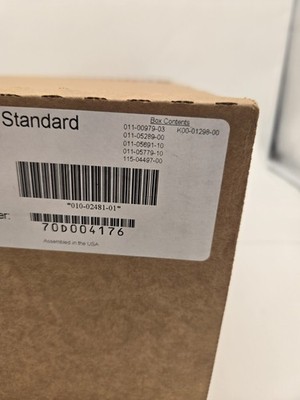 Standard
Box Contents
011-00979-03 K00-01296-00
011-05289-00
011-05691-10
011-05779-10
115-04497-00
"010-02481-01"
er:
70D004176
Assembled in the USA